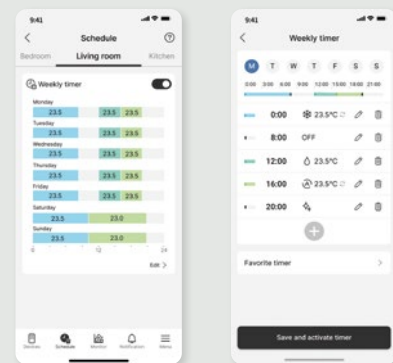 9:41
Schedule
Bedroom Living room Kitchen
Weekly timer
Monday
23.5 23.5 23.5
Tuesday
23.5 23.5 23.5
Wednesday
23.5 23.5 23.5
Thursday
23.5 23.5 23.5
Friday
23.5 23.5 23.5
Saturday
23.5 23.0
Sunday
23.5 23.0
12 24
Edit >
Devices Schedule Monitor Notification Menu
9:41
Weekly timer
M T W T F S S
0:00 3:00 6:00 9:00 12:00 15:00 18:00 21:00
0:00 23.5°C
8:00 OFF
12:00 23.5°C
16:00 23.5°C
20:00
Favorite timer
Save and activate timer